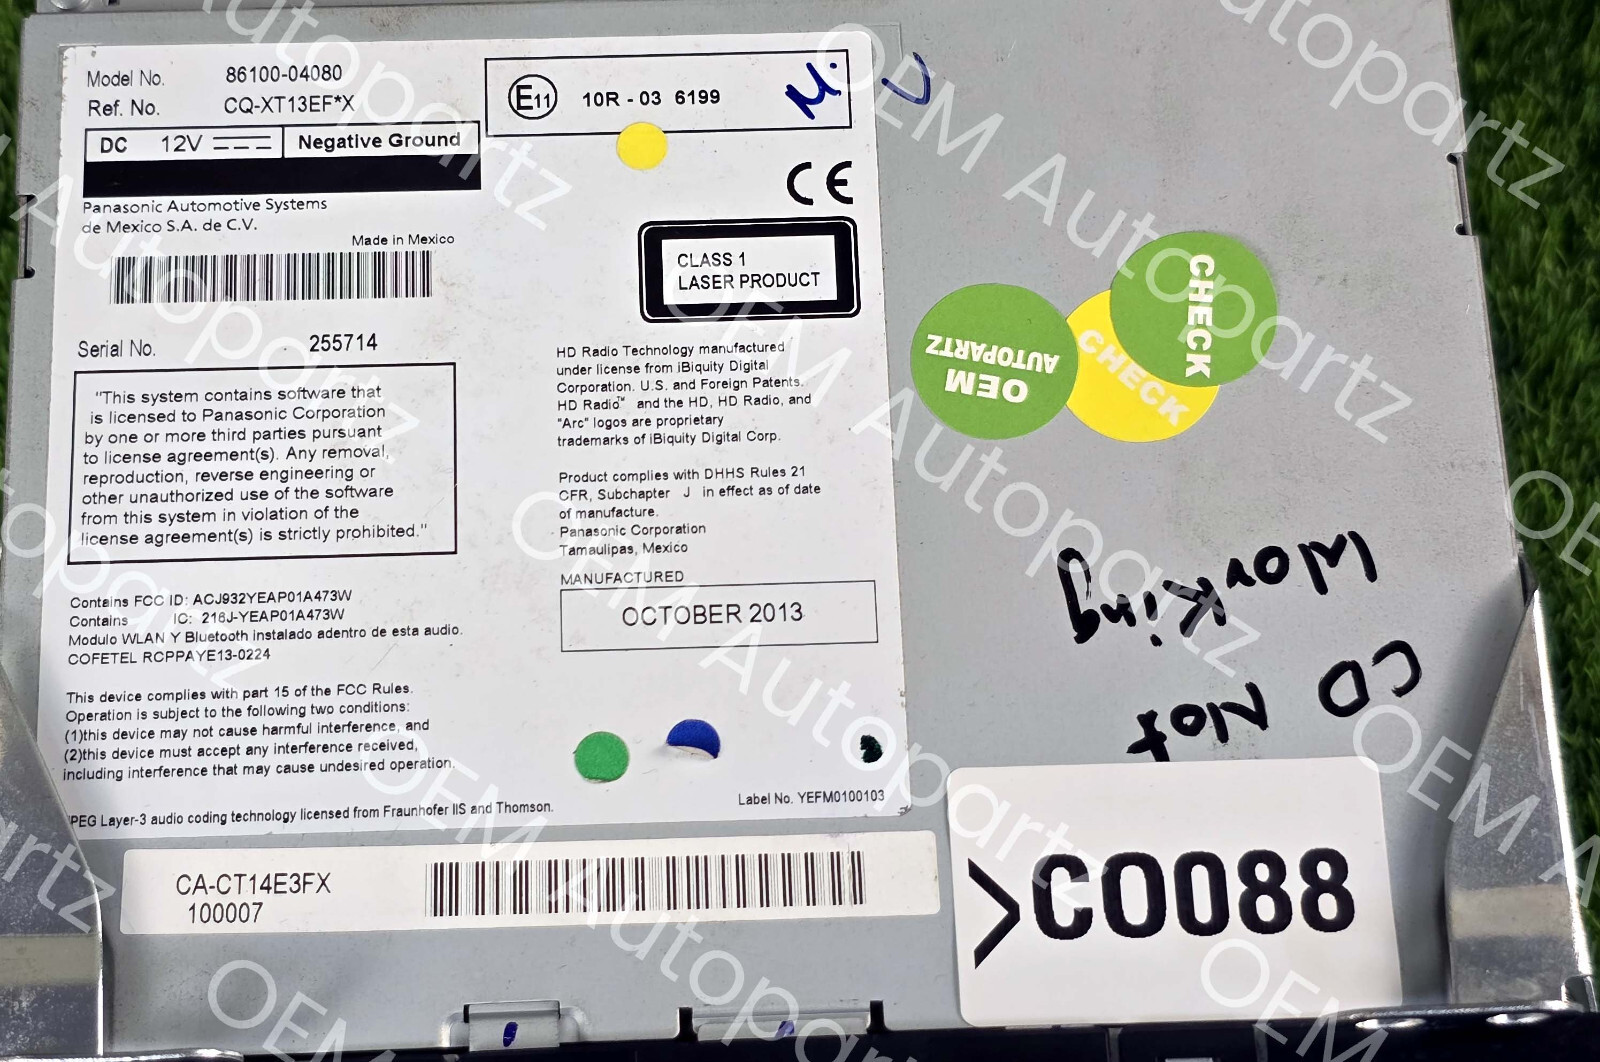 Model No. 86100-04080
Ref. No. CQ-XT13EF*X
DC 12V Negative Ground
Panasonic Automotive Systems
de Mexico S.A. de C.V.
Made in Mexico
Serial No. 255714
"This system contains software that
is licensed to Panasonic Corporation
by one or more third parties pursuant
to license agreement(s). Any removal,
reproduction, reverse engineering or
other unauthorized use of the software
from this system in violation of the
license agreement(s) is strictly prohibited."
Contains FCC ID: ACJ932YEAP01A473W
Contains IC: 216J-YEAP01A473W
Modulo WLAN Y Bluetooth instalado adentro de esta audio.
COFETEL RCPPAYE13-0224
This device complies with part 15 of the FCC Rules.
Operation is subject to the following two conditions:
(1)this device may not cause harmful interference, and
(2)this device must accept any interference received,
including interference that may cause undesired operation.
PEG Layer-3 audio coding technology licensed from Fraunhofer IIS and Thomson.
E11 10R - 03 6199
CE
CLASS 1
LASER PRODUCT
HD Radio Technology manufactured
under license from iBiquity Digital
Corporation. U.S. and Foreign Patents.
HD Radio™ and the HD, HD Radio, and
"Arc" logos are proprietary
trademarks of iBiquity Digital Corp.
Product complies with DHHS Rules 21
CFR, Subchapter J in effect as of date
of manufacture.
Panasonic Corporation
Tamaulipas, Mexico
MANUFACTURED
OCTOBER 2013
Label No. YEFM0100103
CA-CT14E3FX
100007
OEM
AUTOPARTZ
CHECK
CHECK
CD Not
Working
>CO088
OEM Autopartz
OEM Autopartz
OEM Autopartz
OEM Autopartz
OEM Autopartz